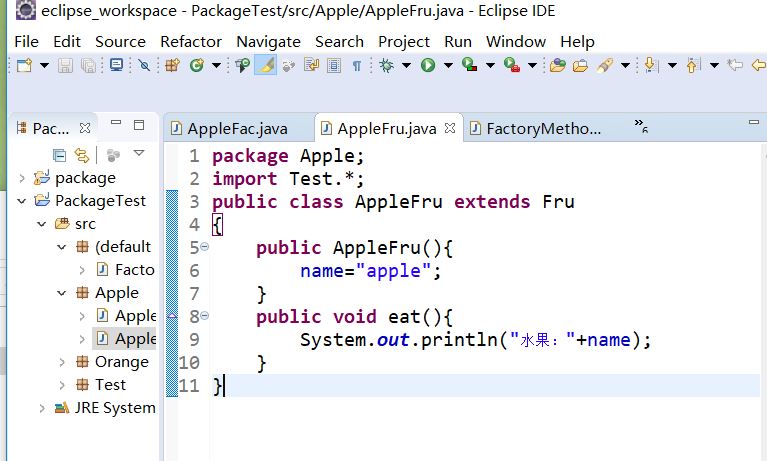 eclipse_workspace - PackageTest/src/Apple/AppleFru.java - Eclipse IDE
File Edit Source Refactor Navigate Search Project Run Window Help
Pac...
AppleFac.java
AppleFru.java
FactoryMetho...
»6
package
PackageTest
src
(default
Facto
Apple
Apple
Apple
Orange
Test
JRE System
1 package Apple;
2 import Test.*;
3 public class AppleFru extends Fru
4 {
5 public AppleFru(){
6 name="apple";
7 }
8 public void eat(){
9 System.out.println("水果："+name);
10 }
11 }